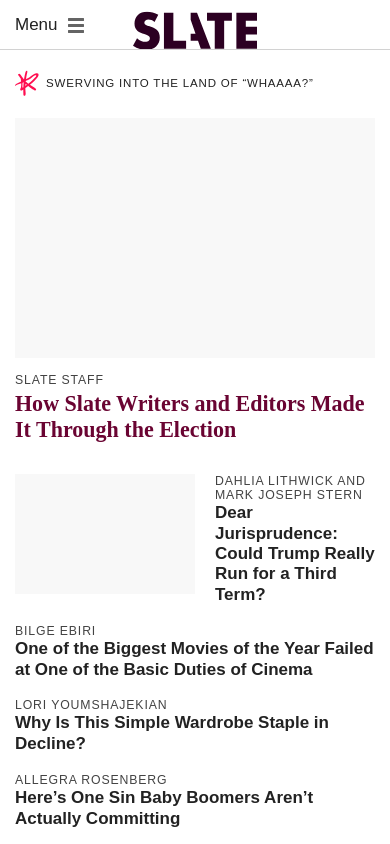 Menu
SLATE
SWERVING INTO THE LAND OF “WHAAAA?”
SLATE STAFF
How Slate Writers and Editors Made
It Through the Election
DAHLIA LITHWICK AND
MARK JOSEPH STERN
Dear
Jurisprudence:
Could Trump Really
Run for a Third
Term?
BILGE EBIRI
One of the Biggest Movies of the Year Failed
at One of the Basic Duties of Cinema
LORI YOUMSHAJEKIAN
Why Is This Simple Wardrobe Staple in
Decline?
ALLEGRA ROSENBERG
Here’s One Sin Baby Boomers Aren’t
Actually Committing